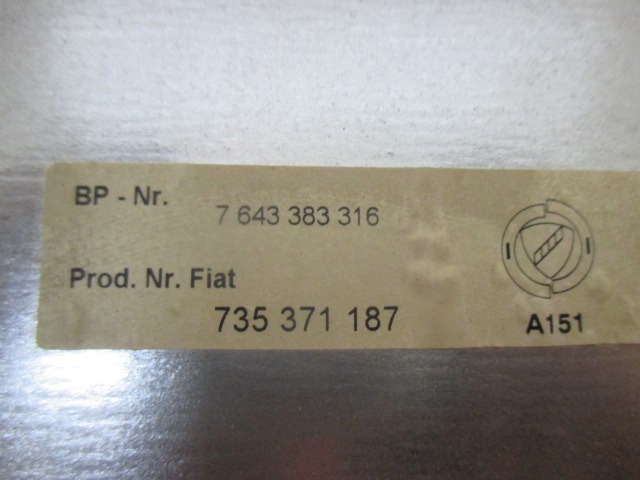 BP - Nr. 7 643 383 316
Prod. Nr. Fiat
735 371 187
A151